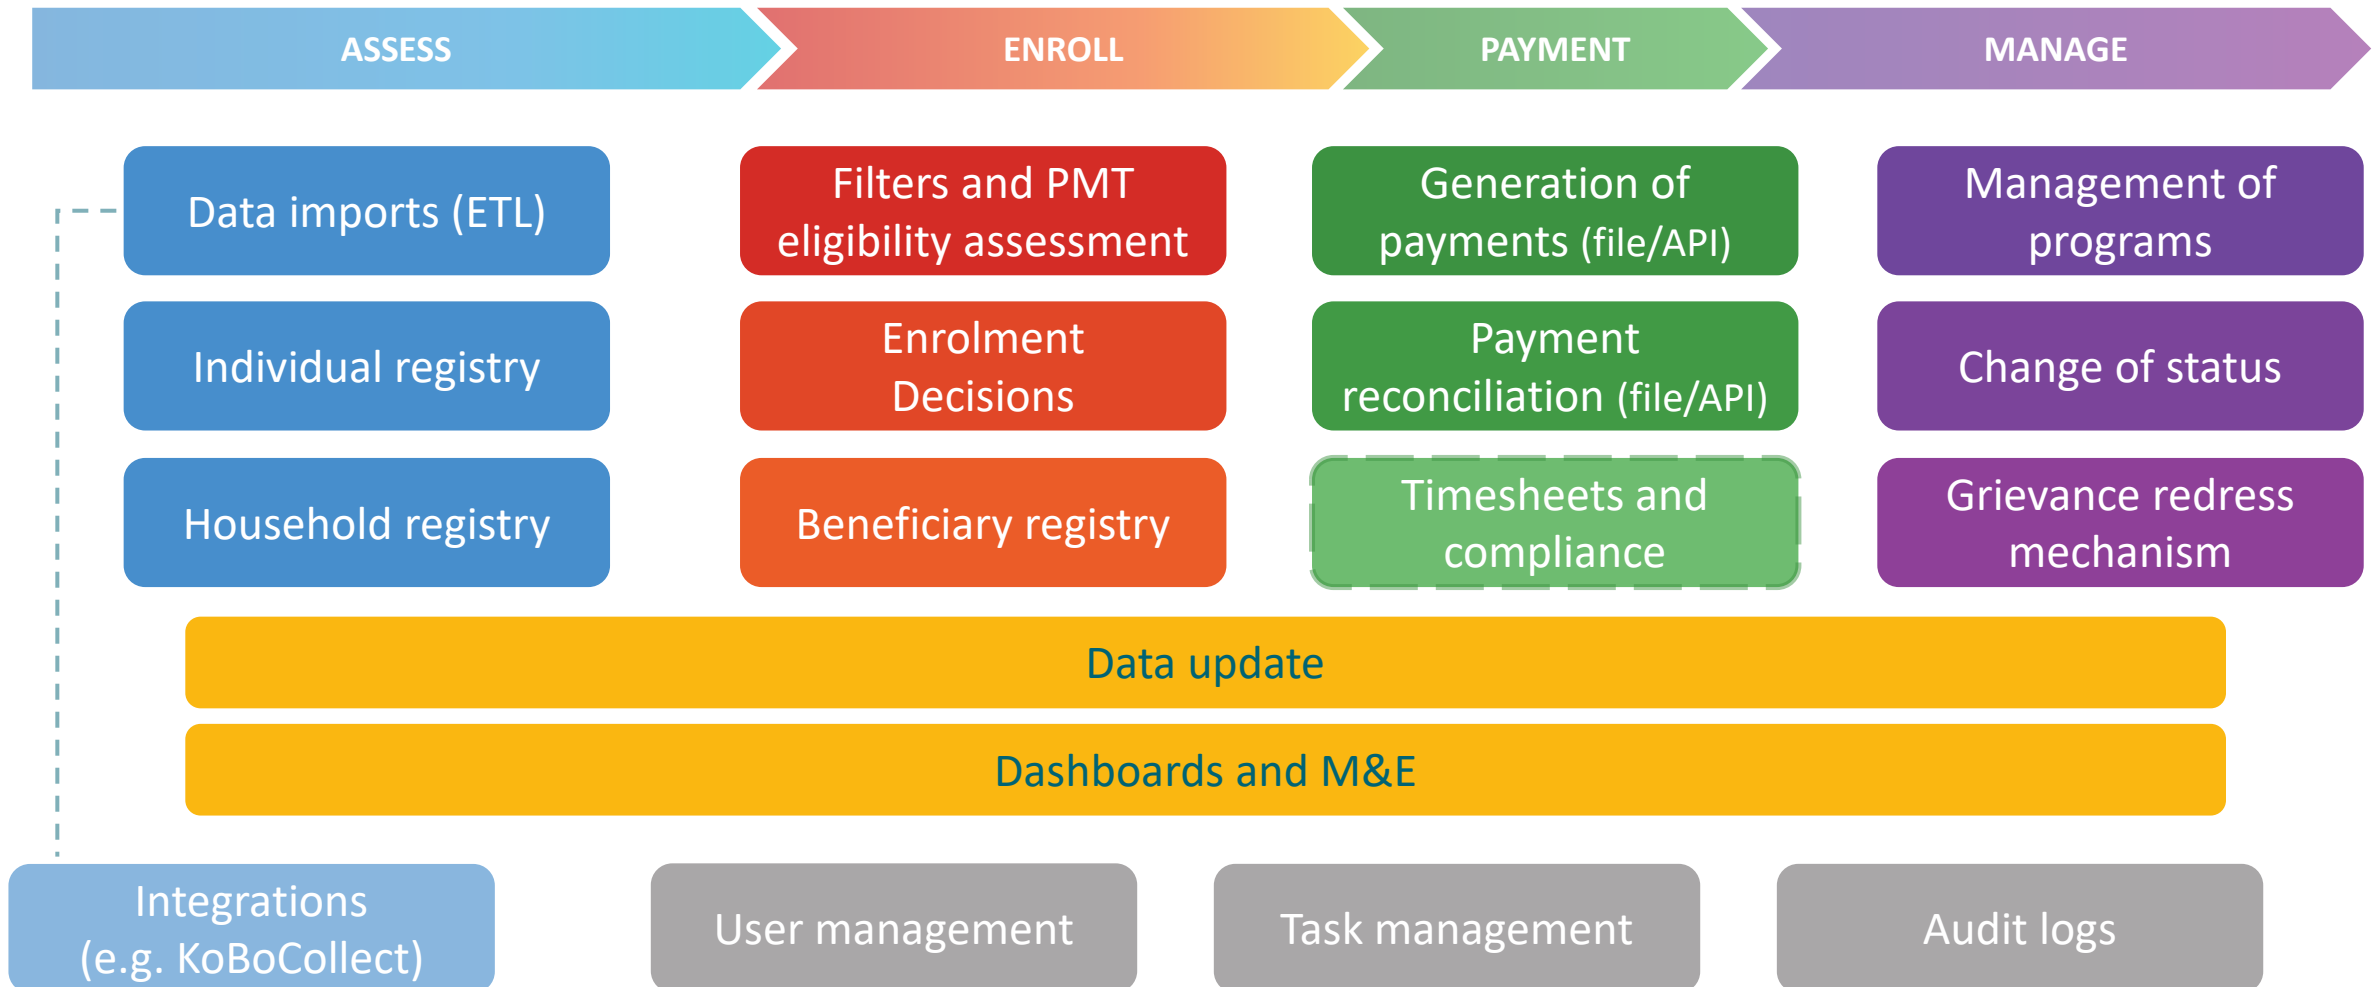 ASSESS
ENROLL
PAYMENT
MANAGE
Data imports (ETL)
Filters and PMT
eligibility assessment
Generation of
payments (file/API)
Management of
programs
Individual registry
Enrolment
Decisions
Payment
reconciliation (file/API)
Change of status
Household registry
Beneficiary registry
Timesheets and
compliance
Grievance redress
mechanism
Data update
Dashboards and M&E
Integrations
(e.g. KoBoCollect)
User management
Task management
Audit logs